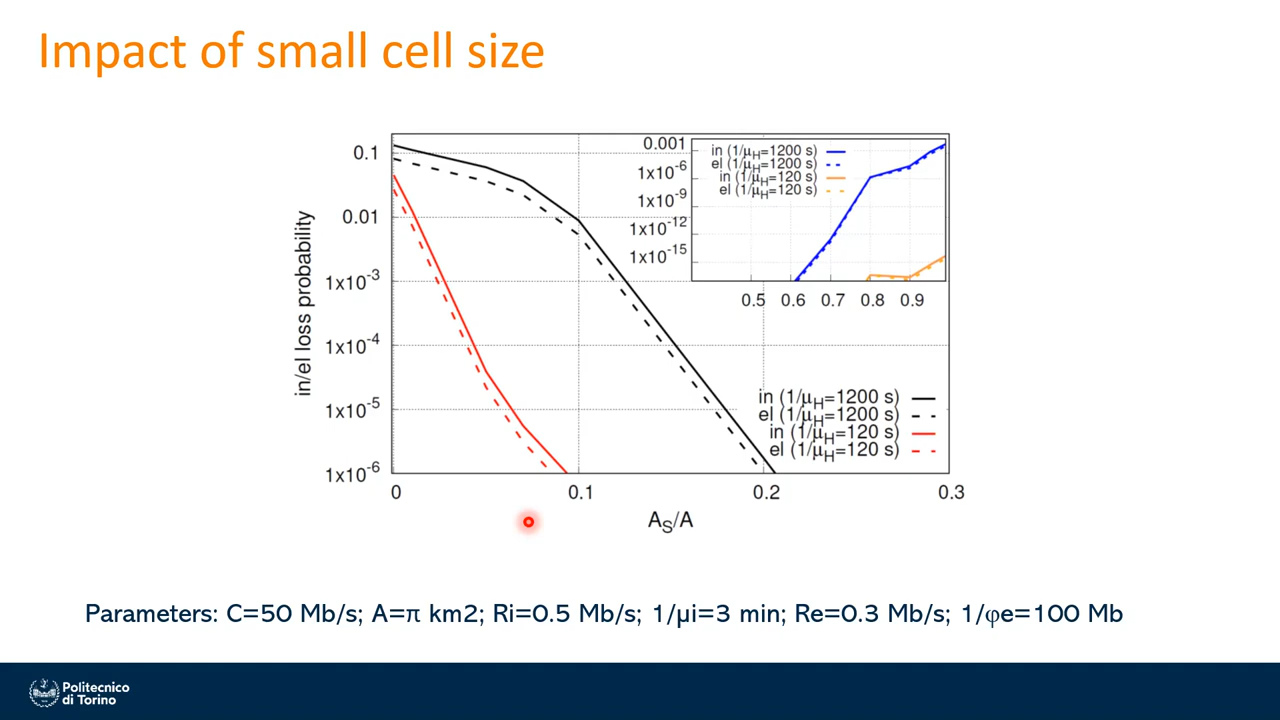 Impact of small cell size
in/el loss probability
0.1
0.01
1x10-3
1x10-4
1x10-5
1x10-6
0
0.1
0.2
0.3
AS/A
0.001
1x10-6
1x10-9
1x10-12
1x10-15
in (1/μH=1200 s)
el (1/μH=1200 s)
in (1/μH=120 s)
el (1/μH=120 s)
0.5
0.6
0.7
0.8
0.9
in (1/μH=1200 s)
el (1/μH=1200 s)
in (1/μH=120 s)
el (1/μH=120 s)
Parameters: C=50 Mb/s; A=π km2; Ri=0.5 Mb/s; 1/μi=3 min; Re=0.3 Mb/s; 1/φe=100 Mb
Politecnico
di Torino